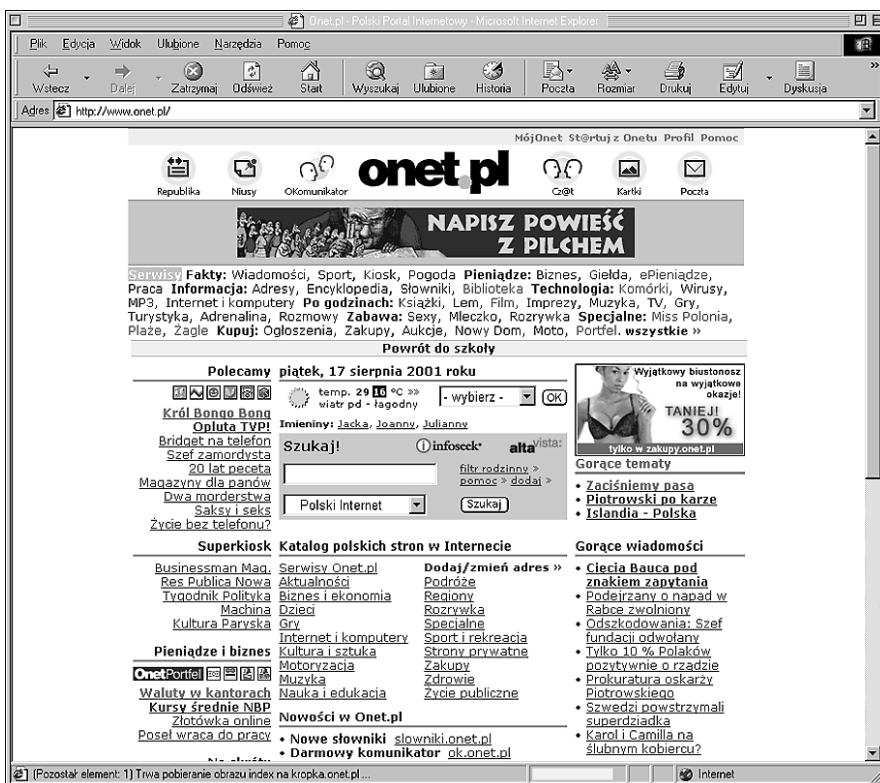 Onet.pl - Polski Portal Internetowy - Microsoft Internet Explorer
Plik Edycja Widok Ulubione Narzędzia Pomoc
Wstecz Dalej Zatrzymaj Odśwież Start Wyszukaj Ulubione Historia Poczta Rozmiar Drukuj Edytuj Dyskusja »
Adres http://www.onet.pl/
MójOnet St@rtuj z Onetu Profil Pomoc
onet.pl
Republika Niusy OKomunikator Cz@t Kartki Poczta
NAPISZ POWIEŚĆ
Z PILCHEM
Serwisy Fakty: Wiadomości, Sport, Kiosk, Pogoda Pieniądze: Biznes, Giełda, ePieniądze,
Praca Informacja: Adresy, Encyklopedia, Słowniki, Biblioteka Technologia: Komórki, Wirusy,
MP3, Internet i komputery Po godzinach: Książki, Lem, Film, Imprezy, Muzyka, TV, Gry,
Turystyka, Adrenalina, Rozmowy Zabawa: Sexy, Mleczko, Rozrywka Specjalne: Miss Polonia,
Plaże, Żagle Kupuj: Ogłoszenia, Zakupy, Aukcje, Nowy Dom, Moto, Portfel. wszystkie »
Powrót do szkoły
Polecamy
Król Bongo Bong
Opluta TVP!
Bridget na telefon
Szef zamordysta
20 lat peceta
Magazyny dla panów
Dwa morderstwa
Saksy i seks
Życie bez telefonu?
Superkiosk
Businessman Mag.
Res Publica Nowa
Tygodnik Polityka
Machina
Kultura Paryska
Pieniądze i biznes
OnetPortfel
Waluty w kantorach
Kursy średnie NBP
Złotówka online
Poseł wraca do pracy
piątek, 17 sierpnia 2001 roku
temp. 29 16 °C »
wiatr pd - łagodny
- wybierz - OK
Imieniny: Jacka, Joanny, Julianny
Szukaj! infoseek altavista:
filtr rodzinny »
pomoc » dodaj »
Polski Internet Szukaj
Katalog polskich stron w Internecie
Serwisy Onet.pl
Aktualności
Biznes i ekonomia
Dzieci
Gry
Internet i komputery
Kultura i sztuka
Motoryzacja
Muzyka
Nauka i edukacja
Dodaj/zmień adres »
Podróże
Regiony
Rozrywka
Specjalne
Sport i rekreacja
Strony prywatne
Zakupy
Zdrowie
Życie publiczne
Nowości w Onet.pl
• Nowe słowniki slowniki.onet.pl
• Darmowy komunikator ok.onet.pl
Wyjątkowy biustonosz
na wyjątkowe
okazje!
TANIEJ!
30%
tylko w zakupy.onet.pl
Gorące tematy
• Zaciśniemy pasa
• Piotrowski po karze
• Islandia - Polska
Gorące wiadomości
• Ciecia Bauca pod
znakiem zapytania
• Podejrzany o napad w
Rabce zwolniony
• Odszkodowania: Szef
fundacji odwołany
• Tylko 10 % Polaków
pozytywnie o rządzie
• Prokuratura oskarży
Piotrowskiego
• Szwedzi powstrzymali
superdziadka
• Karol i Camilla na
ślubnym kobiercu?
(Pozostał element: 1) Trwa pobieranie obrazu index na kropka.onet.pl ...
Internet